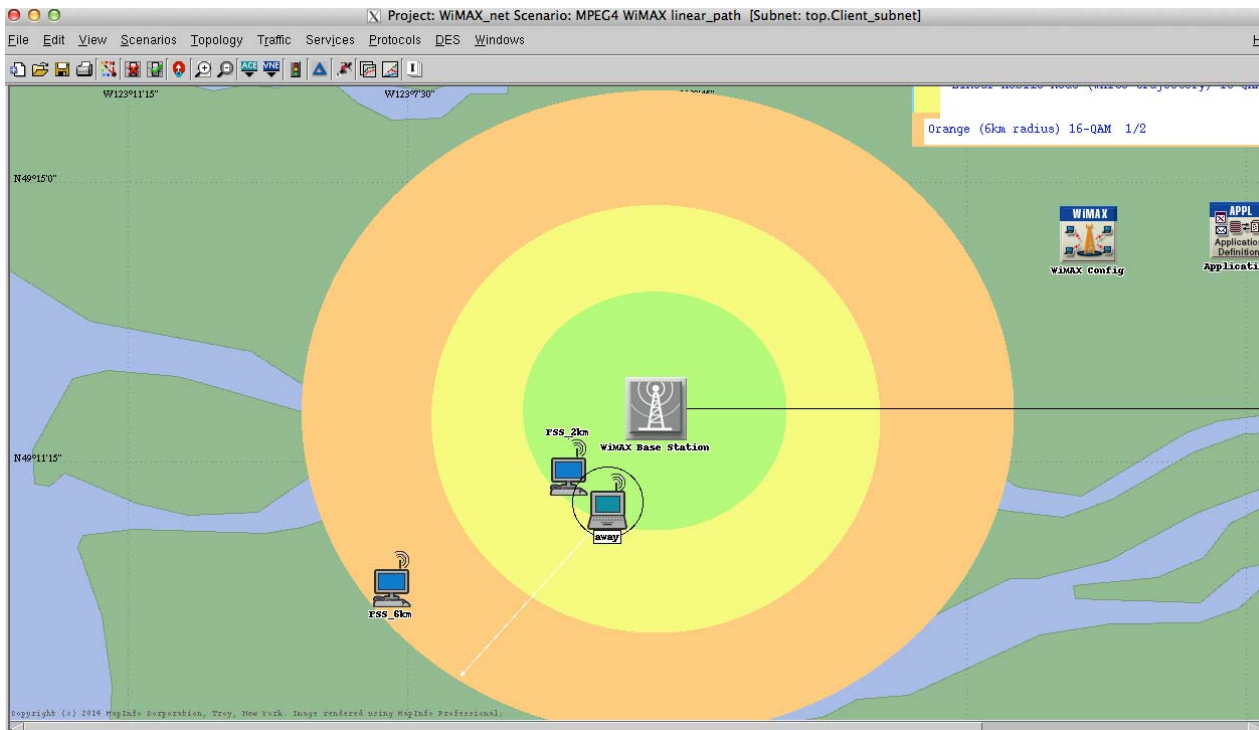 Project: WiMAX_net Scenario: MPEG4 WiMAX linear_path [Subnet: top.Client_subnet]
File Edit View Scenarios Topology Traffic Services Protocols DES Windows
ACE VNE
W123°11'15" W123°7'30"
Orange (6km radius) 16-QAM 1/2
N49°15'0"
WiMAX
WiMAX Config
APPL
Application
Definition
N49°11'15"
FSS_2km
WiMAX Base Station
away
FSS_6km
Copyright (c) 2014 MapInfo Corporation, Troy, New York. Image rendered using MapInfo Professional;